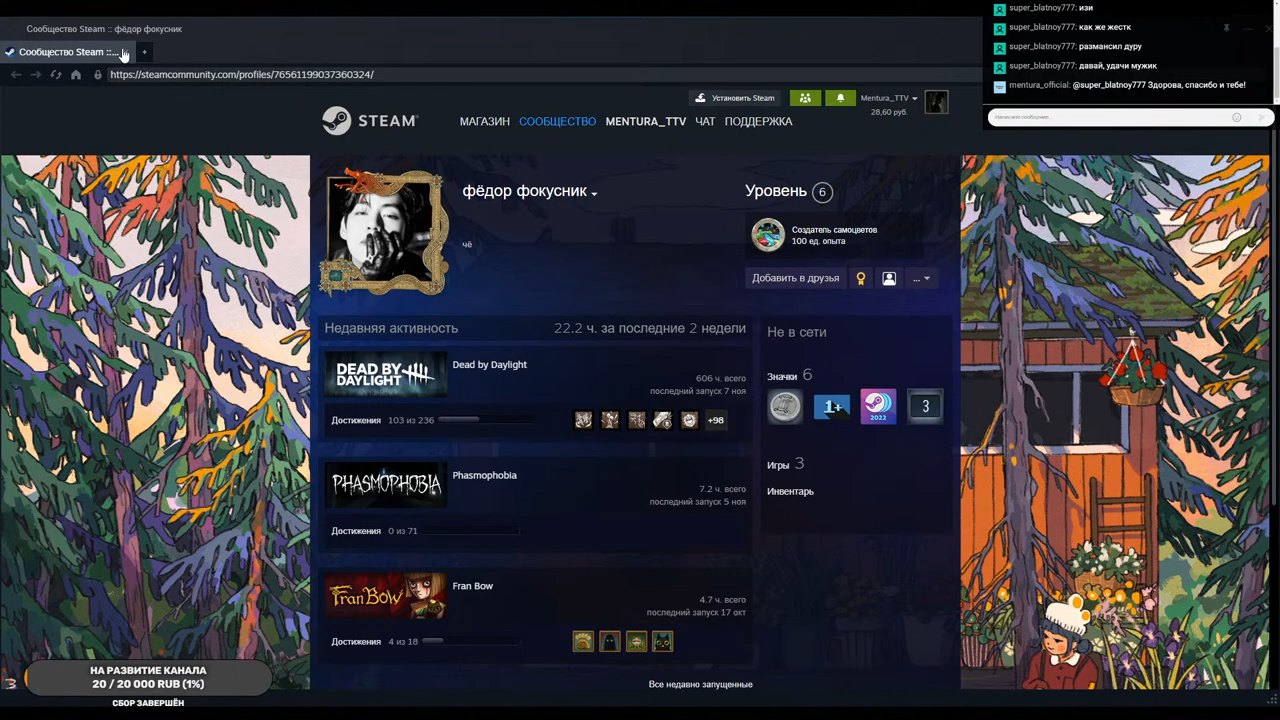 Сообщество Steam :: фёдор фокусник
Сообщество Steam ::...
+
https://steamcommunity.com/profiles/76561199037360324/
super_blatnoy777: изи
super_blatnoy777: как же жестк
super_blatnoy777: размансил дуру
super_blatnoy777: давай, удачи мужик
mentura_official: @super_blatnoy777 Здорова, спасибо и тебе!
Установить Steam
Mentura_TTV
28,60 руб.
STEAM
МАГАЗИН СООБЩЕСТВО MENTURA_TTV ЧАТ ПОДДЕРЖКА
фёдор фокусник
чё
Уровень 6
Создатель самоцветов
100 ед. опыта
Добавить в друзья
...
Недавняя активность 22.2 ч. за последние 2 недели
DEAD BY DAYLIGHT
Dead by Daylight
606 ч. всего
последний запуск 7 ноя
Достижения 103 из 236
+98
PHASMOPHOBIA
Phasmophobia
7.2 ч. всего
последний запуск 5 ноя
Достижения 0 из 71
FRAN BOW
Fran Bow
4.7 ч. всего
последний запуск 17 окт
Достижения 4 из 18
Все недавно запущенные
Не в сети
Значки 6
1+
2022
3
Игры 3
Инвентарь
НА РАЗВИТИЕ КАНАЛА
20 / 20 000 RUB (1%)
СБОР ЗАВЕРШЁН